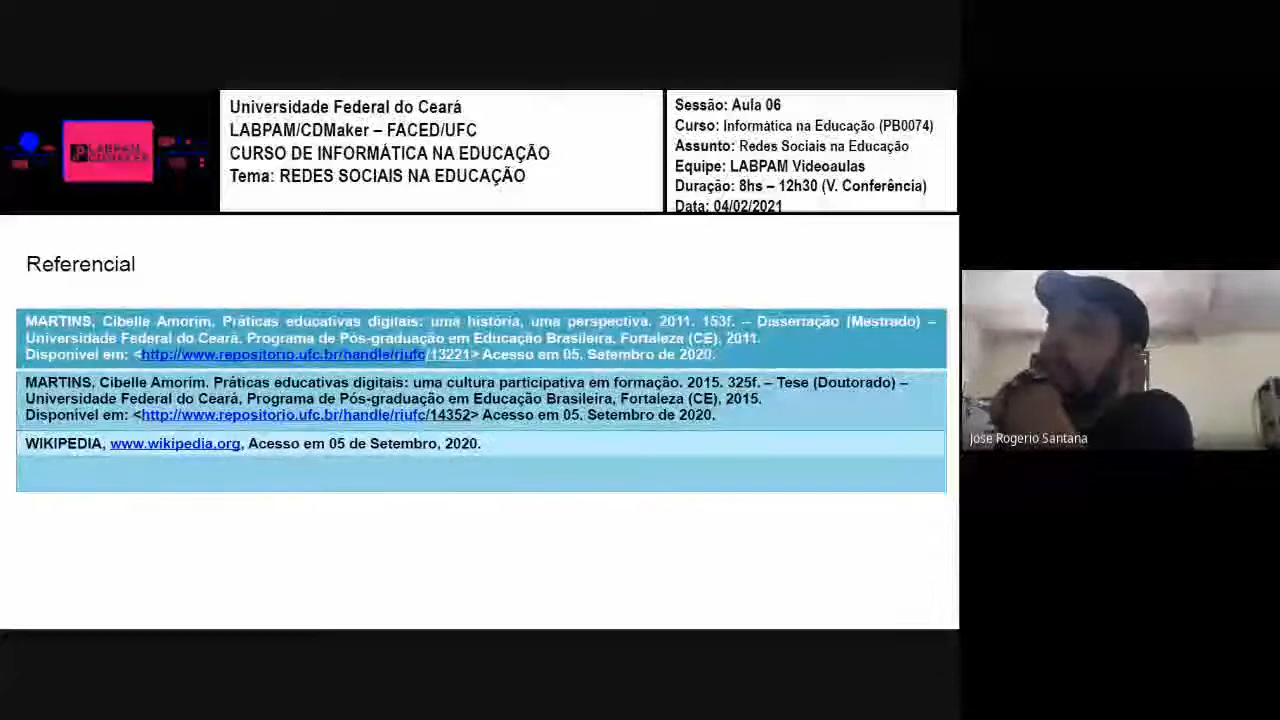 LABPAM
CDMAKER
Universidade Federal do Ceará
LABPAM/CDMaker – FACED/UFC
CURSO DE INFORMÁTICA NA EDUCAÇÃO
Tema: REDES SOCIAIS NA EDUCAÇÃO
Sessão: Aula 06
Curso: Informática na Educação (PB0074)
Assunto: Redes Sociais na Educação
Equipe: LABPAM Videoaulas
Duração: 8hs – 12h30 (V. Conferência)
Data: 04/02/2021
Referencial
MARTINS, Cibelle Amorim. Práticas educativas digitais: uma história, uma perspectiva. 2011. 153f. – Dissertação (Mestrado) –
Universidade Federal do Ceará, Programa de Pós-graduação em Educação Brasileira, Fortaleza (CE), 2011.
Disponível em: <http://www.repositorio.ufc.br/handle/riufc/13221> Acesso em 05. Setembro de 2020.
MARTINS, Cibelle Amorim. Práticas educativas digitais: uma cultura participativa em formação. 2015. 325f. – Tese (Doutorado) –
Universidade Federal do Ceará, Programa de Pós-graduação em Educação Brasileira, Fortaleza (CE), 2015.
Disponível em: <http://www.repositorio.ufc.br/handle/riufc/14352> Acesso em 05. Setembro de 2020.
WIKIPEDIA, www.wikipedia.org, Acesso em 05 de Setembro, 2020.
Jose Rogerio Santana